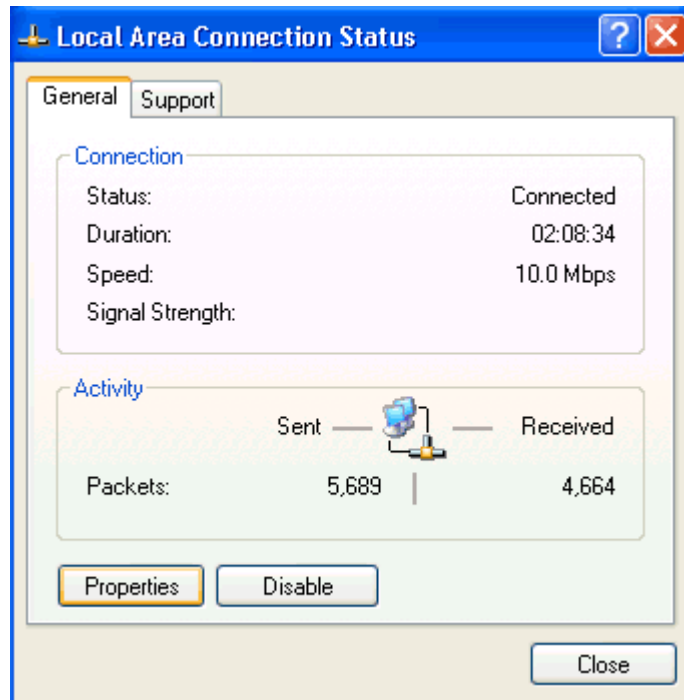 Local Area Connection Status
General Support
Connection
Status: Connected
Duration: 02:08:34
Speed: 10.0 Mbps
Signal Strength:
Activity
Sent Received
Packets: 5,689 4,664
Properties Disable
Close